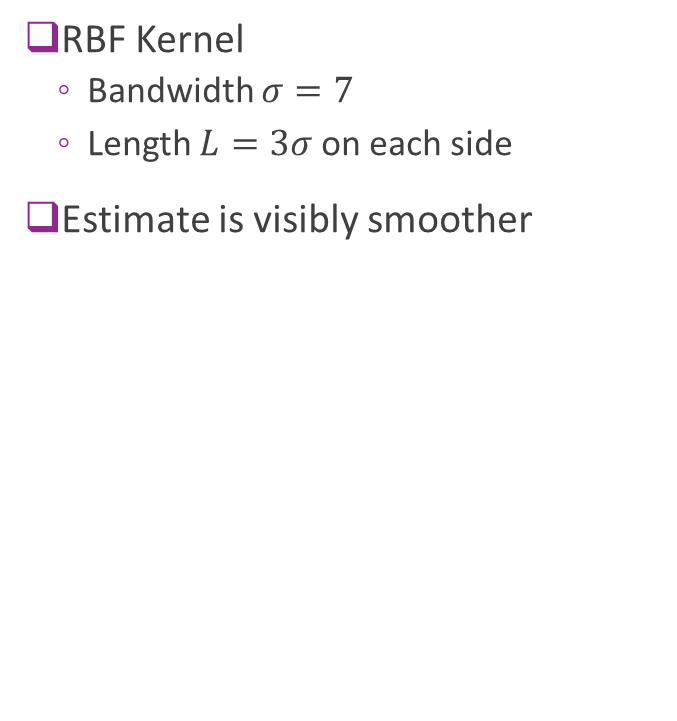 ❑RBF Kernel
◦ Bandwidth σ = 7
◦ Length L = 3σ on each side
❑Estimate is visibly smoother